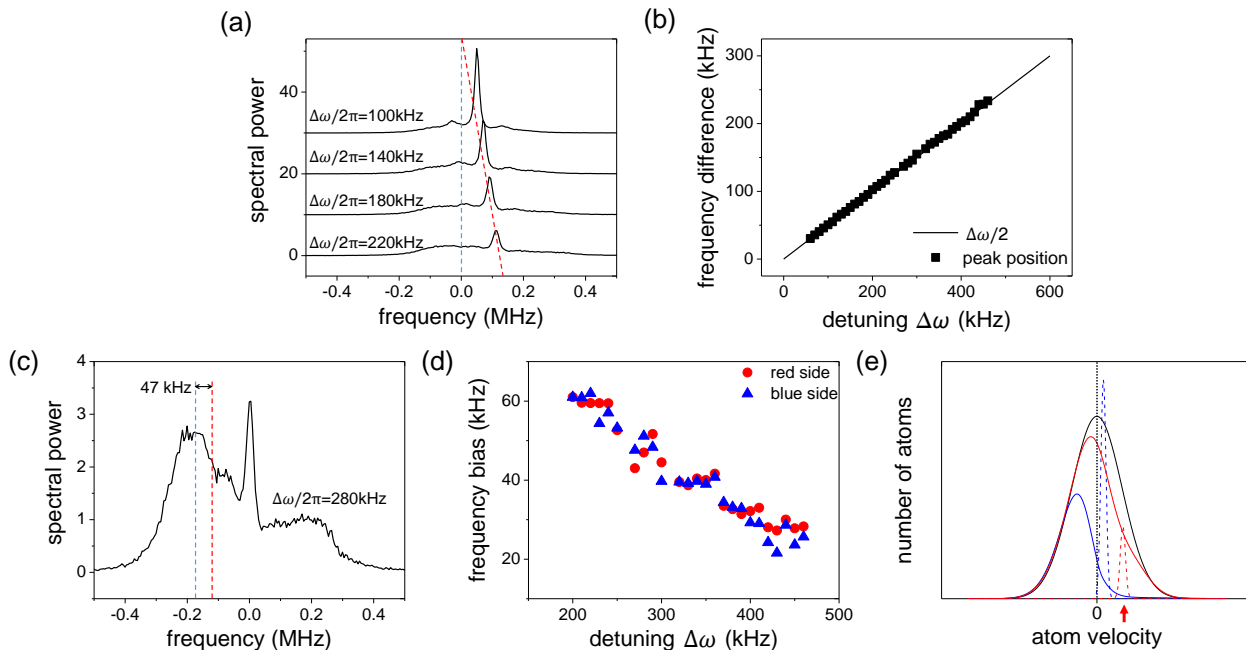 (a)
spectral power
40
20
0
Δω/2π=100kHz
Δω/2π=140kHz
Δω/2π=180kHz
Δω/2π=220kHz
-0.4 -0.2 0.0 0.2 0.4
frequency (MHz)
(b)
frequency difference (kHz)
300
200
100
0
Δω/2
peak position
0 200 400 600
detuning Δω (kHz)
(c)
spectral power
4
3
2
1
0
47 kHz
Δω/2π=280kHz
-0.4 -0.2 0.0 0.2 0.4
frequency (MHz)
(d)
frequency bias (kHz)
60
40
20
red side
blue side
200 300 400 500
detuning Δω (kHz)
(e)
number of atoms
0
atom velocity